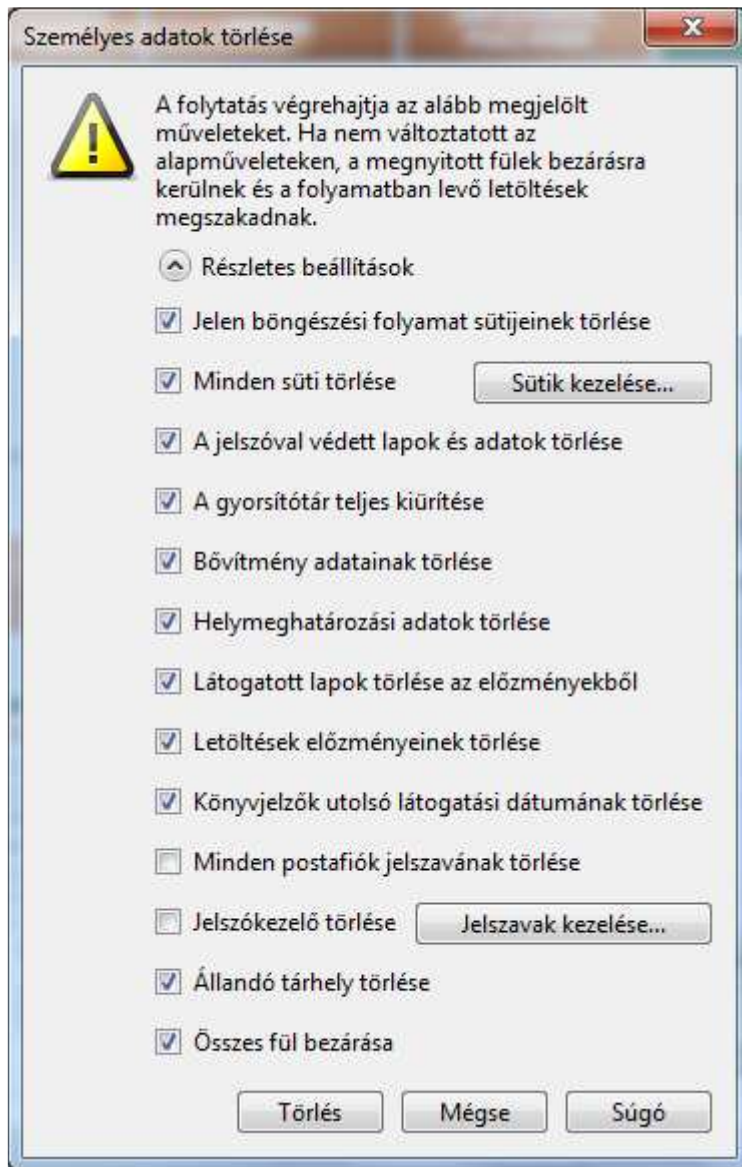 Személyes adatok törlése
A folytatás végrehajtja az alább megjelölt
műveleteket. Ha nem változtatott az
alapműveleteken, a megnyitott fülek bezárásra
kerülnek és a folyamatban levő letöltések
megszakadnak.
Részletes beállítások
Jelen böngészési folyamat sütijeinek törlése
Minden süti törlése Sütik kezelése...
A jelszóval védett lapok és adatok törlése
A gyorsítótár teljes kiürítése
Bővítmény adatainak törlése
Helymeghatározási adatok törlése
Látogatott lapok törlése az előzményekből
Letöltések előzményeinek törlése
Könyvjelzők utolsó látogatási dátumának törlése
Minden postafiók jelszavának törlése
Jelszókezelő törlése Jelszavak kezelése...
Állandó tárhely törlése
Összes fül bezárása
Törlés Mégse Súgó